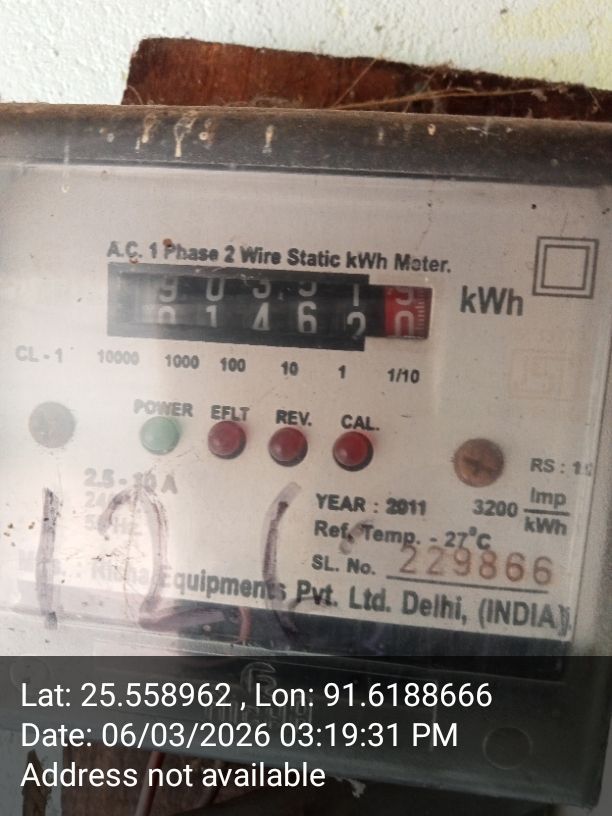 A.C. 1 Phase 2 Wire Static kWh Meter.
kWh
CL - 1 10000 1000 100 10 1 1/10
POWER EFLT REV. CAL.
RS :
2.5 - A
YEAR : 2011 3200 Imp/kWh
Ref. Temp. - 27°C
SL. No. 229866
Equipments Pvt. Ltd. Delhi, (INDIA)
12
Lat: 25.558962 , Lon: 91.6188666
Date: 06/03/2026 03:19:31 PM
Address not available